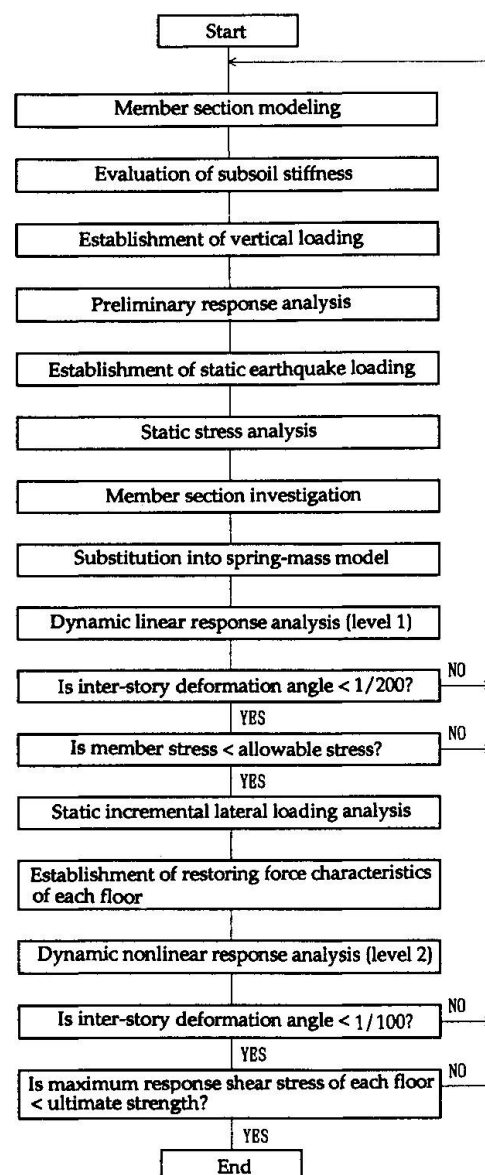 Start
Member section modeling
Evaluation of subsoil stiffness
Establishment of vertical loading
Preliminary response analysis
Establishment of static earthquake loading
Static stress analysis
Member section investigation
Substitution into spring-mass model
Dynamic linear response analysis (level 1)
Is inter-story deformation angle < 1/200?
NO
YES
Is member stress < allowable stress?
NO
YES
Static incremental lateral loading analysis
Establishment of restoring force characteristics
of each floor
Dynamic nonlinear response analysis (level 2)
Is inter-story deformation angle < 1/100?
NO
YES
Is maximum response shear stress of each floor
< ultimate strength?
NO
YES
End